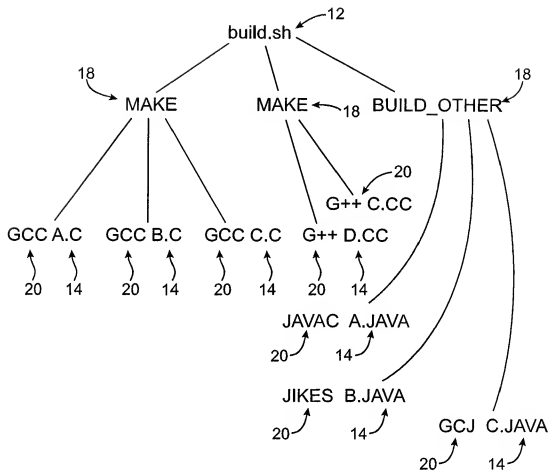 12
build.sh
18
MAKE
MAKE
18
BUILD_OTHER
18
20
G++ C.CC
GCC A.C
GCC B.C
GCC C.C
G++ D.CC
20 14
20 14
20 14
20 14
JAVAC A.JAVA
20 14
JIKES B.JAVA
20 14
GCJ C.JAVA
20 14